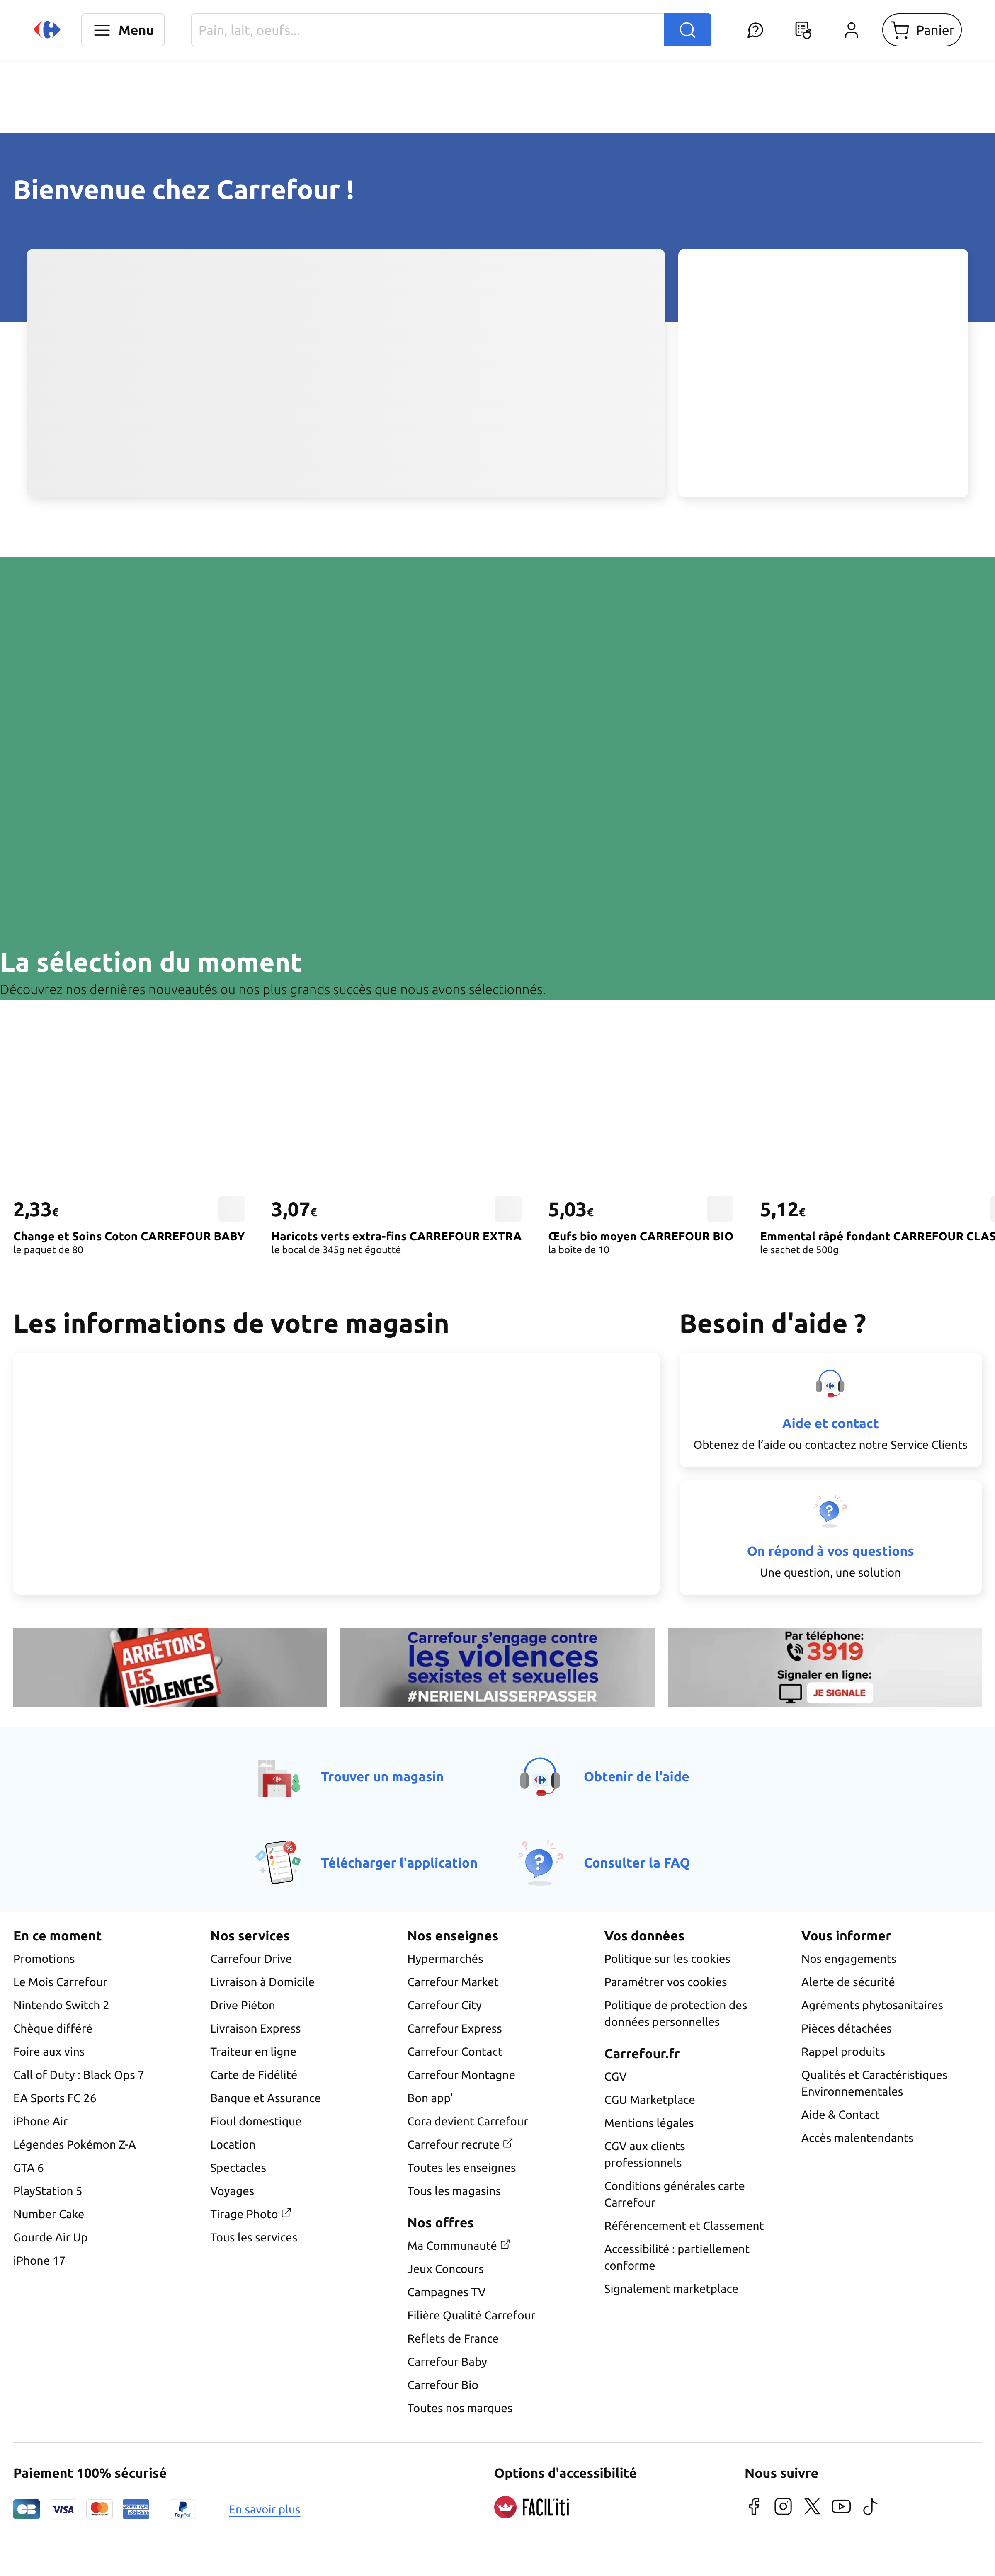 Menu
Pain, lait, oeufs...
Panier
Bienvenue chez Carrefour !
La sélection du moment
Découvrez nos dernières nouveautés ou nos plus grands succès que nous avons sélectionnés.
2,33€
Change et Soins Coton CARREFOUR BABY
le paquet de 80
3,07€
Haricots verts extra-fins CARREFOUR EXTRA
le bocal de 345g net égoutté
5,03€
Œufs bio moyen CARREFOUR BIO
la boite de 10
5,12€
Emmental râpé fondant CARREFOUR CLAS
le sachet de 500g
Les informations de votre magasin
Besoin d'aide ?
Aide et contact
Obtenez de l’aide ou contactez notre Service Clients
On répond à vos questions
Une question, une solution
ARRÊTONS
LES
VIOLENCES
Carrefour s’engage contre
les violences
sexistes et sexuelles
#NERIENLAISSERPASSER
Par téléphone:
3919
Signaler en ligne:
JE SIGNALE
Trouver un magasin
Obtenir de l'aide
Télécharger l'application
Consulter la FAQ
En ce moment
Promotions
Le Mois Carrefour
Nintendo Switch 2
Chèque différé
Foire aux vins
Call of Duty : Black Ops 7
EA Sports FC 26
iPhone Air
Légendes Pokémon Z-A
GTA 6
PlayStation 5
Number Cake
Gourde Air Up
iPhone 17
Nos services
Carrefour Drive
Livraison à Domicile
Drive Piéton
Livraison Express
Traiteur en ligne
Carte de Fidélité
Banque et Assurance
Fioul domestique
Location
Spectacles
Voyages
Tirage Photo
Tous les services
Nos enseignes
Hypermarchés
Carrefour Market
Carrefour City
Carrefour Express
Carrefour Contact
Carrefour Montagne
Bon app'
Cora devient Carrefour
Carrefour recrute
Toutes les enseignes
Tous les magasins
Nos offres
Ma Communauté
Jeux Concours
Campagnes TV
Filière Qualité Carrefour
Reflets de France
Carrefour Baby
Carrefour Bio
Toutes nos marques
Vos données
Politique sur les cookies
Paramétrer vos cookies
Politique de protection des
données personnelles
Carrefour.fr
CGV
CGU Marketplace
Mentions légales
CGV aux clients
professionnels
Conditions générales carte
Carrefour
Référencement et Classement
Accessibilité : partiellement
conforme
Signalement marketplace
Vous informer
Nos engagements
Alerte de sécurité
Agréments phytosanitaires
Pièces détachées
Rappel produits
Qualités et Caractéristiques
Environnementales
Aide & Contact
Accès malentendants
Paiement 100% sécurisé
CB
VISA
mastercard
AMERICAN
EXPRESS
PayPal
En savoir plus
Options d'accessibilité
FACIL'iti
Nous suivre